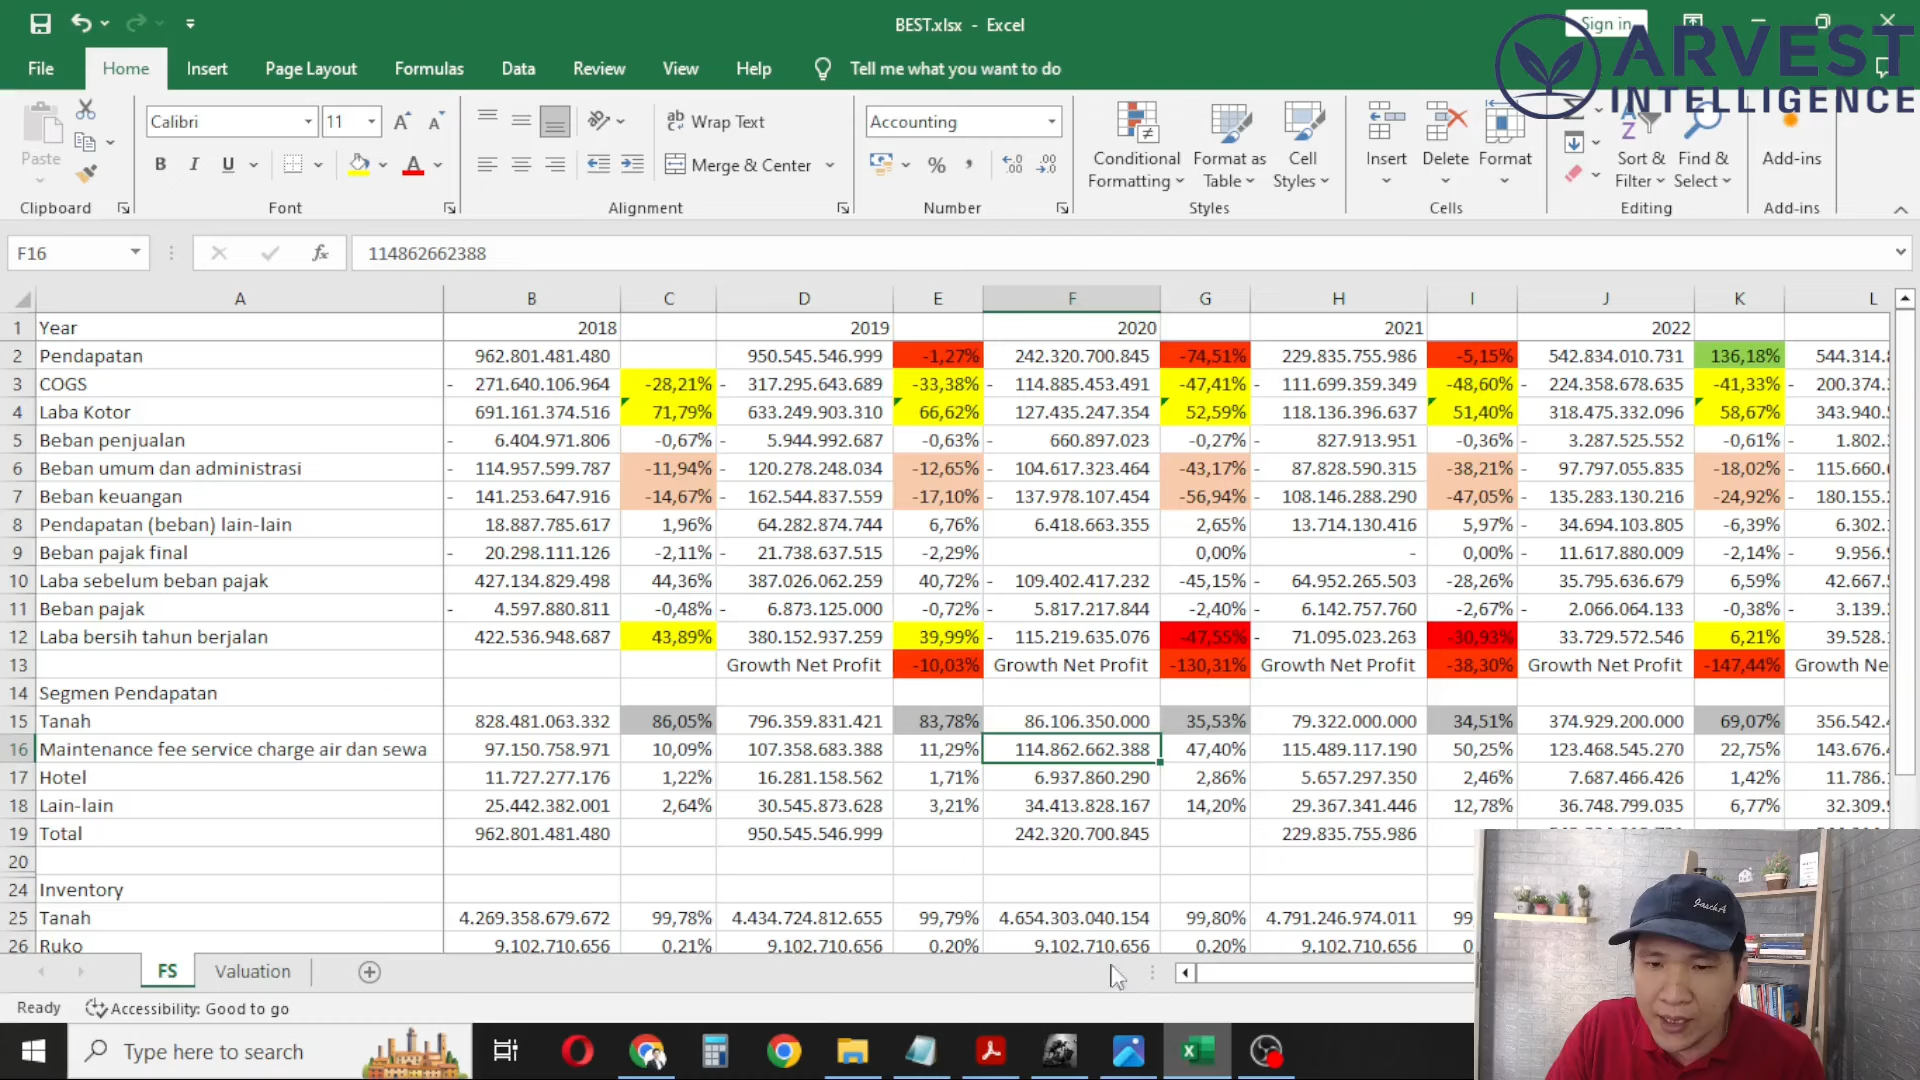 BEST.xlsx - Excel
Sign in
ARVEST
INTELLIGENCE
File Home Insert Page Layout Formulas Data Review View Help Tell me what you want to do
Calibri 11 Wrap Text Accounting
Paste B I U Merge & Center % Conditional Formatting Format as Table Cell Styles Insert Delete Format Sort & Filter Find & Select Add-ins
Clipboard Font Alignment Number Styles Cells Editing Add-ins
F16 fx 114862662388
A B C D E F G H I J K L
1 Year 2018 2019 2020 2021 2022
2 Pendapatan 962.801.481.480 950.545.546.999 -1,27% 242.320.700.845 -74,51% 229.835.755.986 -5,15% 542.834.010.731 136,18% 544.314.
3 COGS - 271.640.106.964 -28,21% - 317.295.643.689 -33,38% - 114.885.453.491 -47,41% - 111.699.359.349 -48,60% - 224.358.678.635 -41,33% - 200.374.
4 Laba Kotor 691.161.374.516 71,79% 633.249.903.310 66,62% 127.435.247.354 52,59% 118.136.396.637 51,40% 318.475.332.096 58,67% 343.940.
5 Beban penjualan - 6.404.971.806 -0,67% - 5.944.992.687 -0,63% - 660.897.023 -0,27% - 827.913.951 -0,36% - 3.287.525.552 -0,61% - 1.802.
6 Beban umum dan administrasi - 114.957.599.787 -11,94% - 120.278.248.034 -12,65% - 104.617.323.464 -43,17% - 87.828.590.315 -38,21% - 97.797.055.835 -18,02% - 115.660.
7 Beban keuangan - 141.253.647.916 -14,67% - 162.544.837.559 -17,10% - 137.978.107.454 -56,94% - 108.146.288.290 -47,05% - 135.283.130.216 -24,92% - 180.155.
8 Pendapatan (beban) lain-lain 18.887.785.617 1,96% 64.282.874.744 6,76% 6.418.663.355 2,65% 13.714.130.416 5,97% - 34.694.103.805 -6,39% 6.302.
9 Beban pajak final - 20.298.111.126 -2,11% - 21.738.637.515 -2,29% 0,00% - 0,00% - 11.617.880.009 -2,14% - 9.956.
10 Laba sebelum beban pajak 427.134.829.498 44,36% 387.026.062.259 40,72% - 109.402.417.232 -45,15% - 64.952.265.503 -28,26% 35.795.636.679 6,59% 42.667.
11 Beban pajak - 4.597.880.811 -0,48% - 6.873.125.000 -0,72% - 5.817.217.844 -2,40% - 6.142.757.760 -2,67% - 2.066.064.133 -0,38% - 3.139.
12 Laba bersih tahun berjalan 422.536.948.687 43,89% 380.152.937.259 39,99% - 115.219.635.076 -47,55% - 71.095.023.263 -30,93% 33.729.572.546 6,21% 39.528.
13 Growth Net Profit -10,03% Growth Net Profit -130,31% Growth Net Profit -38,30% Growth Net Profit -147,44% Growth Ne
14 Segmen Pendapatan
15 Tanah 828.481.063.332 86,05% 796.359.831.421 83,78% 86.106.350.000 35,53% 79.322.000.000 34,51% 374.929.200.000 69,07% 356.542.
16 Maintenance fee service charge air dan sewa 97.150.758.971 10,09% 107.358.683.388 11,29% 114.862.662.388 47,40% 115.489.117.190 50,25% 123.468.545.270 22,75% 143.676.
17 Hotel 11.727.277.176 1,22% 16.281.158.562 1,71% 6.937.860.290 2,86% 5.657.297.350 2,46% 7.687.466.426 1,42% 11.786.
18 Lain-lain 25.442.382.001 2,64% 30.545.873.628 3,21% 34.413.828.167 14,20% 29.367.341.446 12,78% 36.748.799.035 6,77% 32.309.
19 Total 962.801.481.480 950.545.546.999 242.320.700.845 229.835.755.986
20
24 Inventory
25 Tanah 4.269.358.679.672 99,78% 4.434.724.812.655 99,79% 4.654.303.040.154 99,80% 4.791.246.974.011 99
26 Ruko 9.102.710.656 0,21% 9.102.710.656 0,20% 9.102.710.656 0,20% 9.102.710.656 0
FS Valuation
Ready Accessibility: Good to go
Type here to search